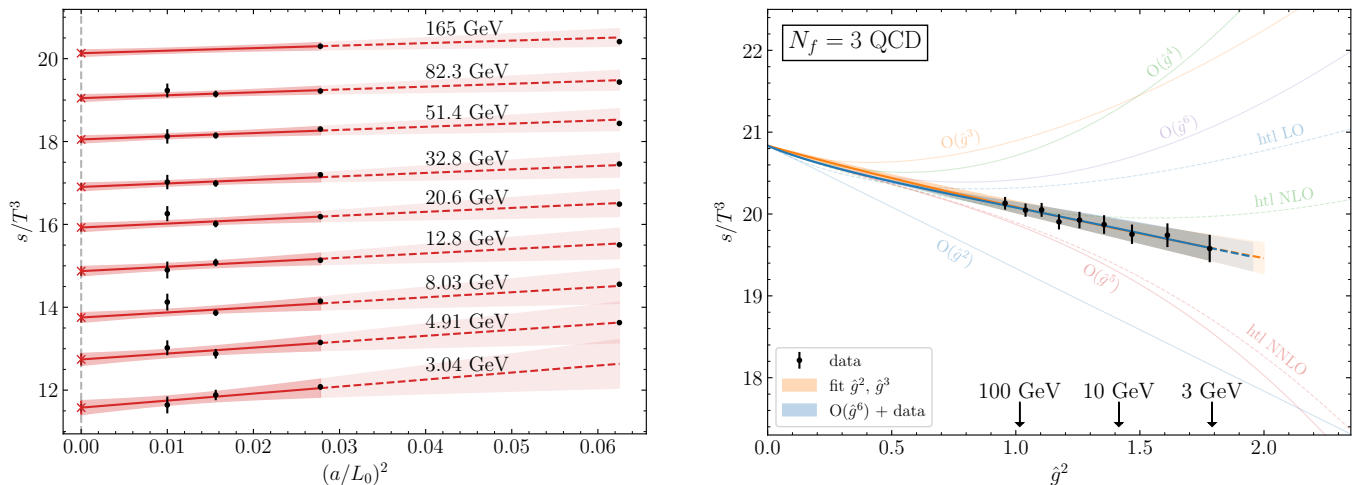 s/T³
20
18
16
14
12
165 GeV
82.3 GeV
51.4 GeV
32.8 GeV
20.6 GeV
12.8 GeV
8.03 GeV
4.91 GeV
3.04 GeV
0.00 0.01 0.02 0.03 0.04 0.05 0.06
(a/L₀)²
s/T³
22
21
20
19
18
N_f = 3 QCD
O(ĝ⁴)
O(ĝ³)
O(ĝ⁶)
htl LO
htl NLO
O(ĝ²)
O(ĝ⁵)
htl NNLO
data
fit ĝ², ĝ³
O(ĝ⁶) + data
100 GeV 10 GeV 3 GeV
0.0 0.5 1.0 1.5 2.0
ĝ²